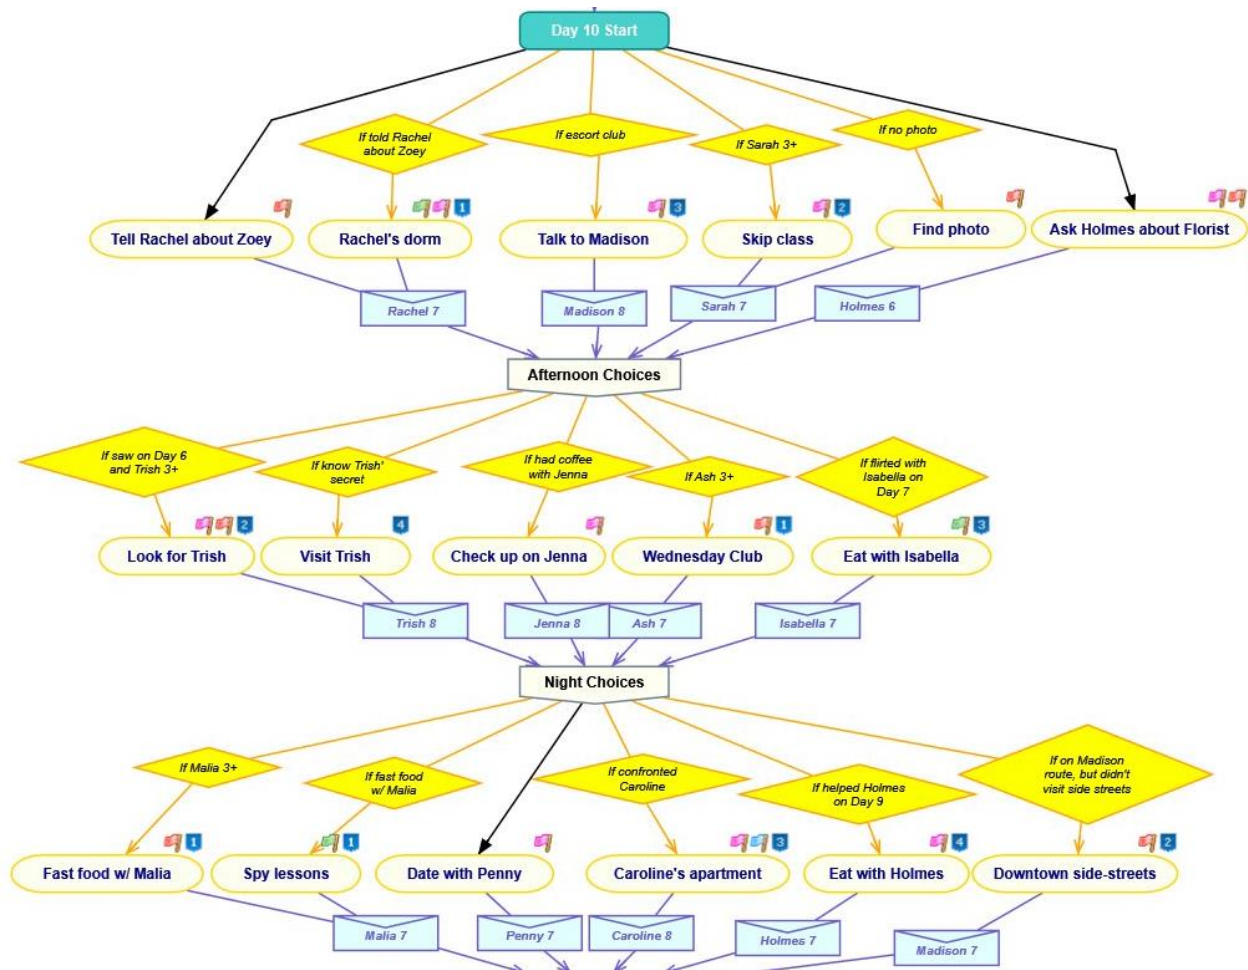 Day 10 Start
If told Rachel
about Zoey
If escort club
If Sarah 3+
If no photo
1
3
2
Tell Rachel about Zoey
Rachel's dorm
Talk to Madison
Skip class
Find photo
Ask Holmes about Florist
Rachel 7
Madison 8
Sarah 7
Holmes 6
Afternoon Choices
If saw on Day 6
and Trish 3+
If know Trish'
secret
If had coffee
with Jenna
If Ash 3+
If flirted with
Isabella on
Day 7
2
4
1
3
Look for Trish
Visit Trish
Check up on Jenna
Wednesday Club
Eat with Isabella
Trish 8
Jenna 8
Ash 7
Isabella 7
Night Choices
If Malia 3+
If fast food
w/ Malia
If confronted
Caroline
If helped Holmes
on Day 9
If on Madison
route, but didn't
visit side streets
1
1
3
4
2
Fast food w/ Malia
Spy lessons
Date with Penny
Caroline's apartment
Eat with Holmes
Downtown side-streets
Malia 7
Penny 7
Caroline 8
Holmes 7
Madison 7